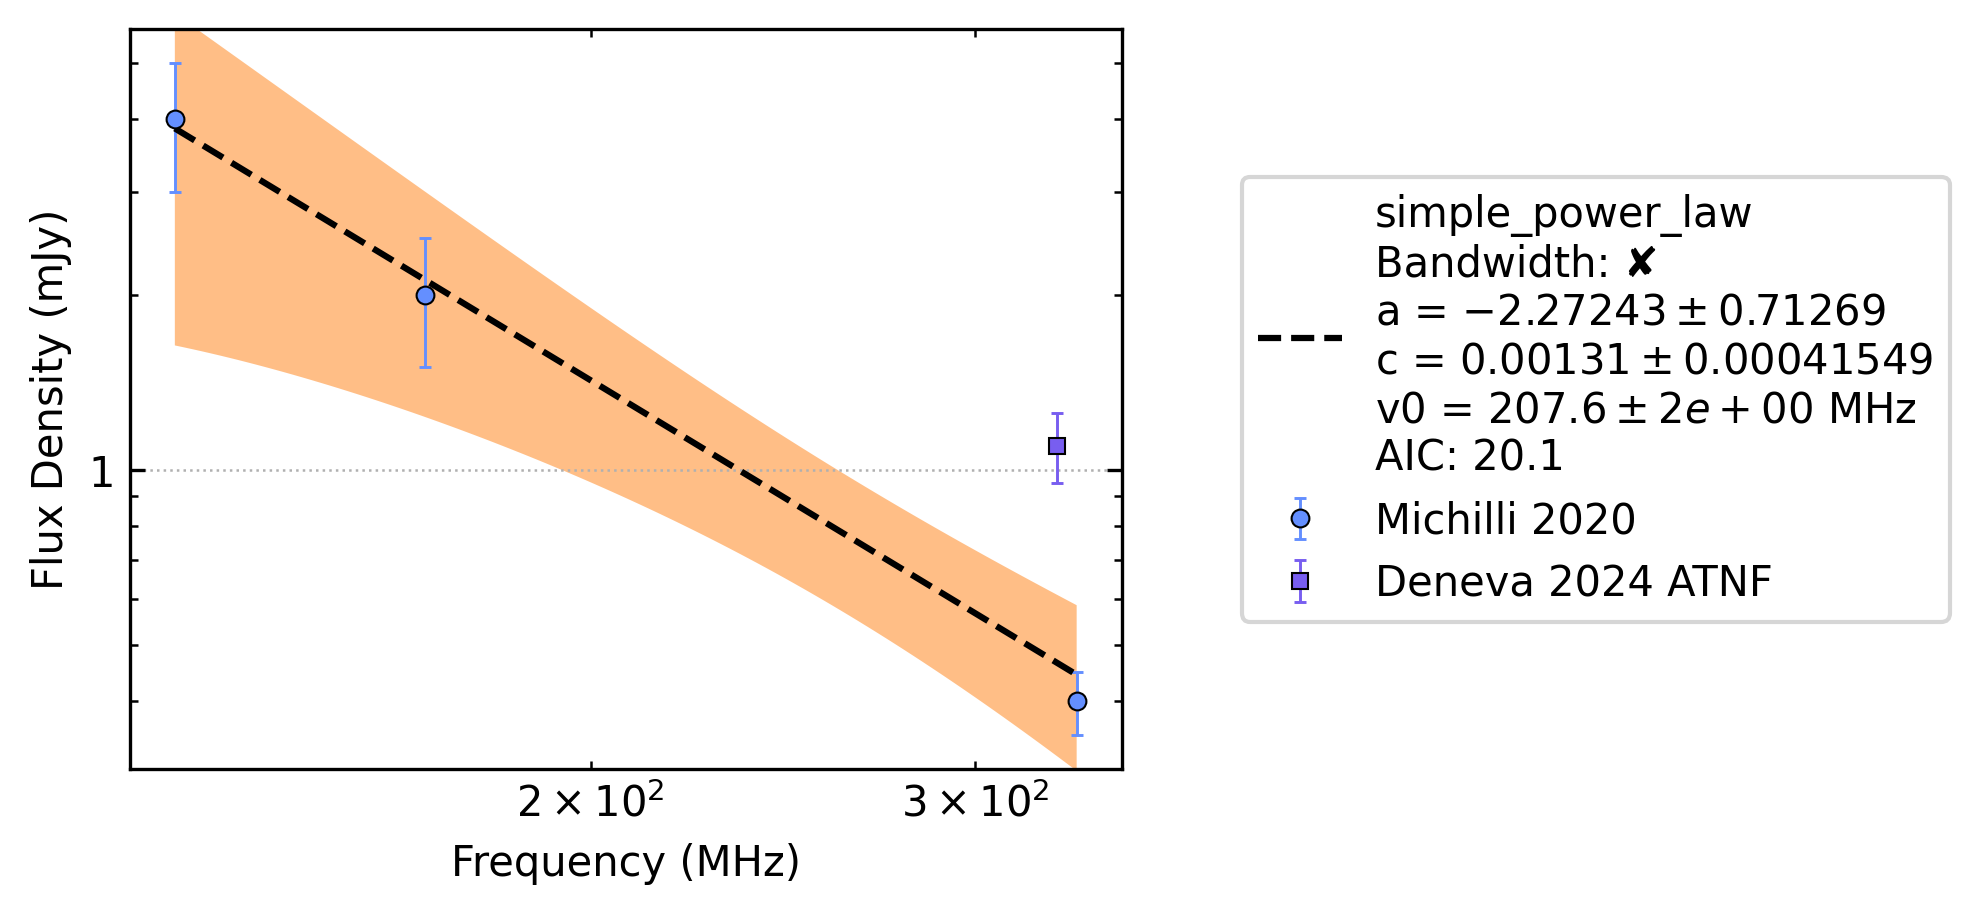 Flux Density (mJy)
1
2 × 10²
3 × 10²
Frequency (MHz)
simple_power_law
Bandwidth: ✘
a = −2.27243 ± 0.71269
c = 0.00131 ± 0.00041549
v0 = 207.6 ± 2e + 00 MHz
AIC: 20.1
Michilli 2020
Deneva 2024 ATNF